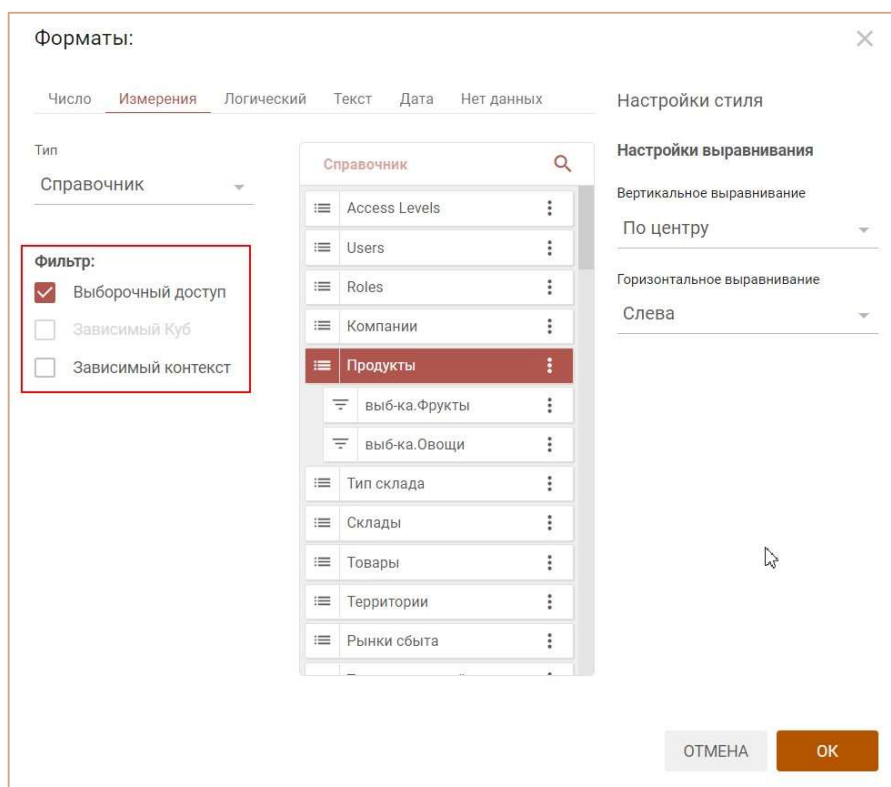 Форматы:
Число Измерения Логический Текст Дата Нет данных
Тип
Справочник
Фильтр:
Выборочный доступ
Зависимый Куб
Зависимый контекст
Справочник
Access Levels
Users
Roles
Компании
Продукты
выб-ка.Фрукты
выб-ка.Овощи
Тип склада
Склады
Товары
Территории
Рынки сбыта
Настройки стиля
Настройки выравнивания
Вертикальное выравнивание
По центру
Горизонтальное выравнивание
Слева
ОТМЕНА ОК